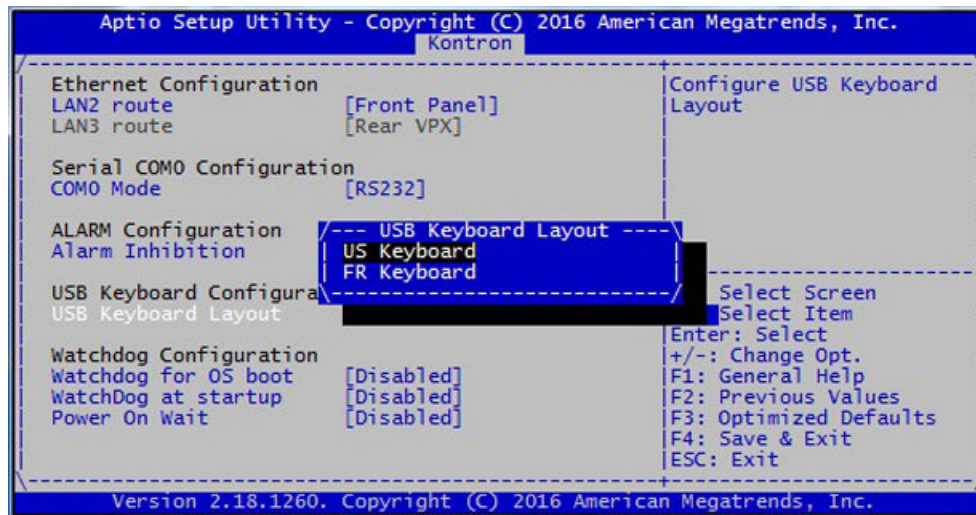 Aptio Setup Utility - Copyright (C) 2016 American Megatrends, Inc.
Kontron
Ethernet Configuration
LAN2 route [Front Panel]
LAN3 route [Rear VPX]
Serial COM0 Configuration
COM0 Mode [RS232]
ALARM Configuration
Alarm Inhibition
USB Keyboard Configura
USB Keyboard Layout
Watchdog Configuration
Watchdog for OS boot [Disabled]
WatchDog at startup [Disabled]
Power On Wait [Disabled]
USB Keyboard Layout
US Keyboard
FR Keyboard
Configure USB Keyboard
Layout
Select Screen
Select Item
Enter: Select
+/-: Change Opt.
F1: General Help
F2: Previous Values
F3: Optimized Defaults
F4: Save & Exit
ESC: Exit
Version 2.18.1260. Copyright (C) 2016 American Megatrends, Inc.